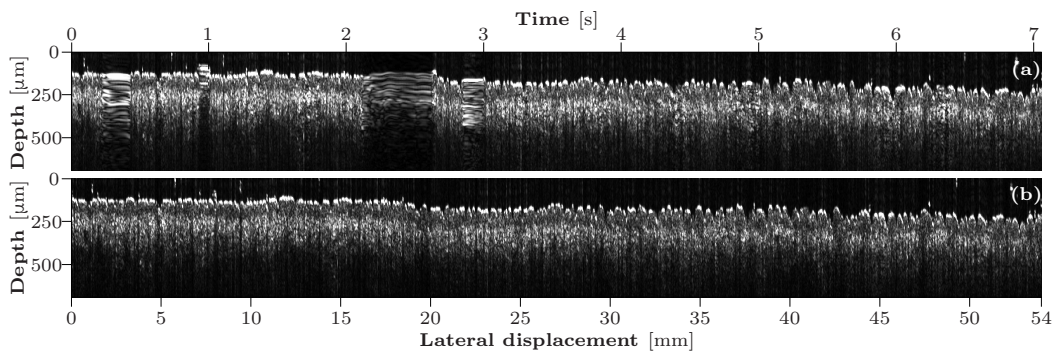 Time [s]
0 1 2 3 4 5 6 7
0
250
500
Depth [μm]
(a)
0
250
500
Depth [μm]
(b)
0 5 10 15 20 25 30 35 40 45 50 54
Lateral displacement [mm]